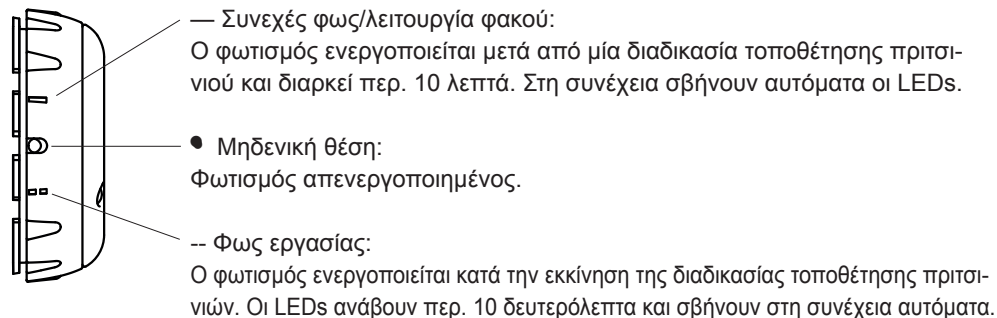 — Συνεχές φως/λειτουργία φακού:
Ο φωτισμός ενεργοποιείται μετά από μία διαδικασία τοποθέτησης πριτσι-
νιού και διαρκεί περ. 10 λεπτά. Στη συνέχεια σβήνουν αυτόματα οι LEDs.
● Μηδενική θέση:
Φωτισμός απενεργοποιημένος.
-- Φως εργασίας:
Ο φωτισμός ενεργοποιείται κατά την εκκίνηση της διαδικασίας τοποθέτησης πριτσι-
νιών. Οι LEDs ανάβουν περ. 10 δευτερόλεπτα και σβήνουν στη συνέχεια αυτόματα.